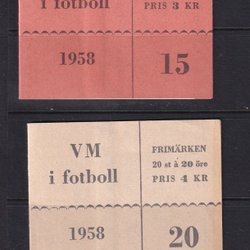 i fotboll
PRIS 3 KR
1958
15
VM
i fotboll
FRIMÄRKEN
20 st à 20 öre
PRIS 4 KR
1958
20